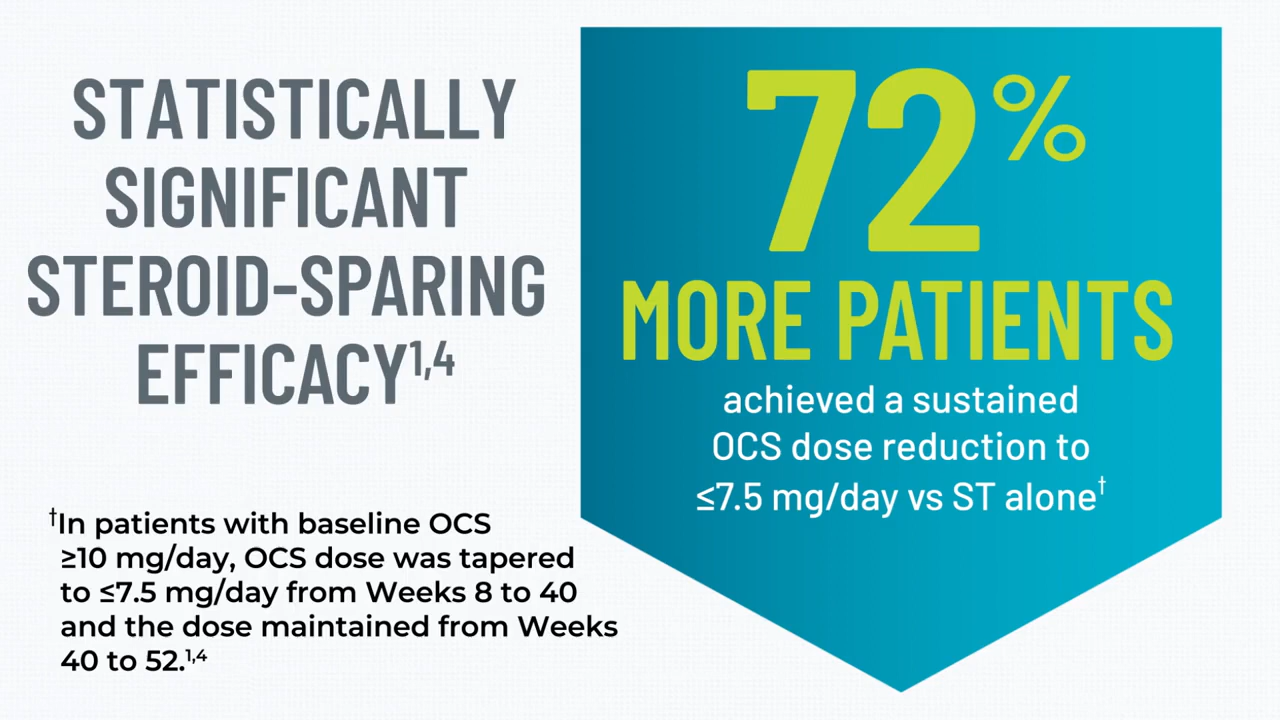 STATISTICALLY
SIGNIFICANT
STEROID-SPARING
EFFICACY1,4
72%
MORE PATIENTS
achieved a sustained
OCS dose reduction to
≤7.5 mg/day vs ST alone†
†In patients with baseline OCS
≥10 mg/day, OCS dose was tapered
to ≤7.5 mg/day from Weeks 8 to 40
and the dose maintained from Weeks
40 to 52.1,4